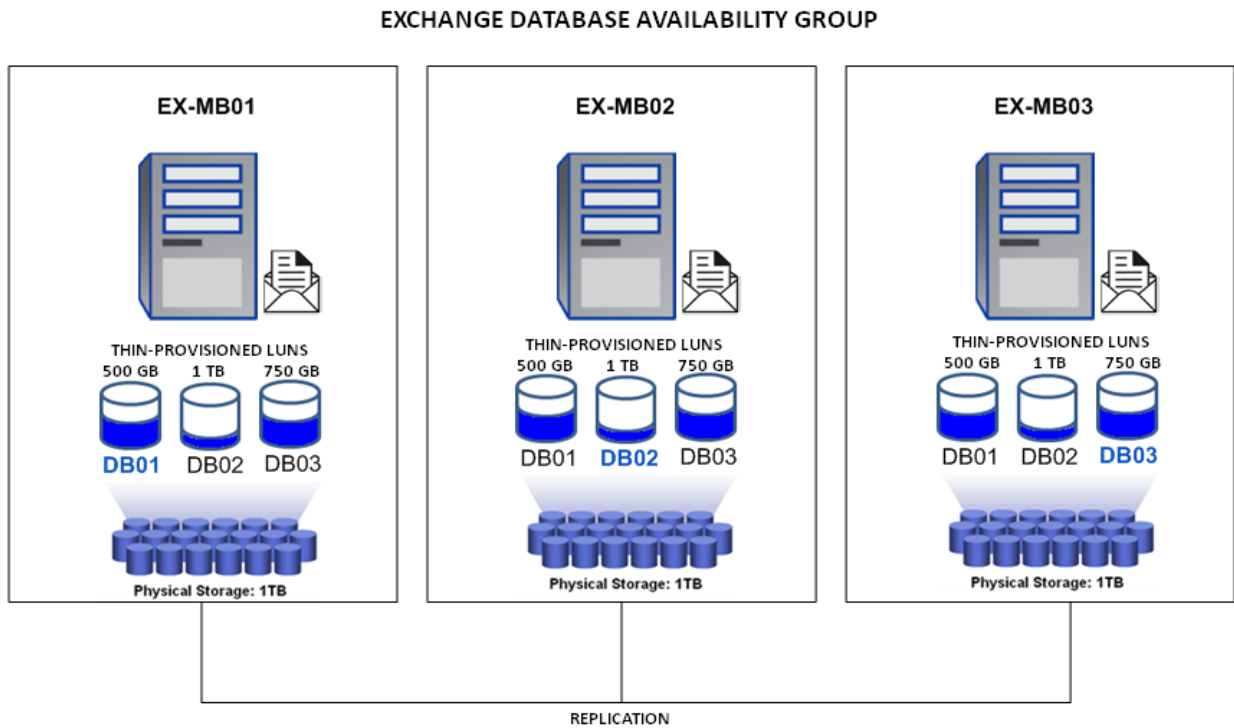 EXCHANGE DATABASE AVAILABILITY GROUP
EX-MB01
THIN-PROVISIONED LUNS
500 GB 1 TB 750 GB
DB01 DB02 DB03
Physical Storage: 1TB
EX-MB02
THIN-PROVISIONED LUNS
500 GB 1 TB 750 GB
DB01 DB02 DB03
Physical Storage: 1TB
EX-MB03
THIN-PROVISIONED LUNS
500 GB 1 TB 750 GB
DB01 DB02 DB03
Physical Storage: 1TB
REPLICATION